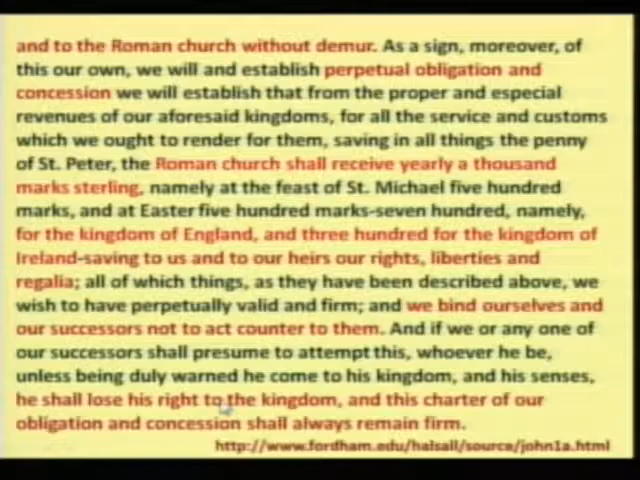 and to the Roman church without demur. As a sign, moreover, of
this our own, we will and establish perpetual obligation and
concession we will establish that from the proper and especial
revenues of our aforesaid kingdoms, for all the service and customs
which we ought to render for them, saving in all things the penny
of St. Peter, the Roman church shall receive yearly a thousand
marks sterling, namely at the feast of St. Michael five hundred
marks, and at Easter five hundred marks-seven hundred, namely,
for the kingdom of England, and three hundred for the kingdom of
Ireland-saving to us and to our heirs our rights, liberties and
regalia; all of which things, as they have been described above, we
wish to have perpetually valid and firm; and we bind ourselves and
our successors not to act counter to them. And if we or any one of
our successors shall presume to attempt this, whoever he be,
unless being duly warned he come to his kingdom, and his senses,
he shall lose his right to the kingdom, and this charter of our
obligation and concession shall always remain firm.
http://www.fordham.edu/halsall/source/john1a.html